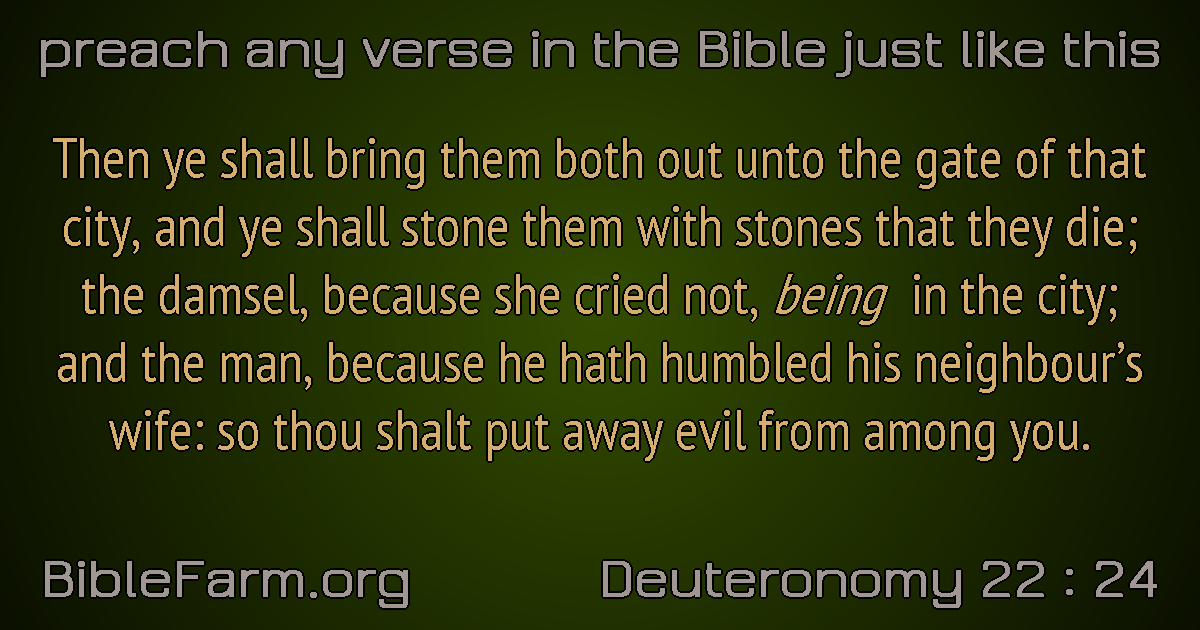 preach any verse in the Bible just like this
Then ye shall bring them both out unto the gate of that
city, and ye shall stone them with stones that they die;
the damsel, because she cried not, being in the city;
and the man, because he hath humbled his neighbour’s
wife: so thou shalt put away evil from among you.
BibleFarm.org
Deuteronomy 22 : 24